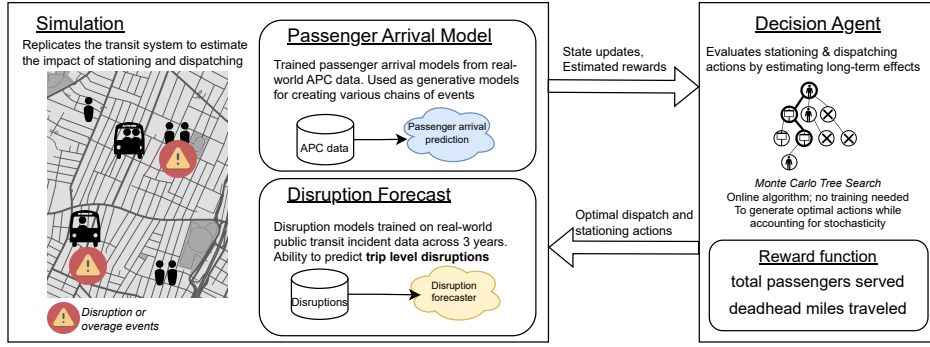 Simulation
Replicates the transit system to estimate
the impact of stationing and dispatching
Disruption or
overage events
Passenger Arrival Model
Trained passenger arrival models from real-
world APC data. Used as generative models
for creating various chains of events
APC data
Passenger arrival
prediction
Disruption Forecast
Disruption models trained on real-world
public transit incident data across 3 years.
Ability to predict trip level disruptions
Disruptions
Disruption
forecaster
State updates,
Estimated rewards
Optimal dispatch and
stationing actions
Decision Agent
Evaluates stationing & dispatching
actions by estimating long-term effects
Monte Carlo Tree Search
Online algorithm; no training needed
To generate optimal actions while
accounting for stochasticity
Reward function
total passengers served
deadhead miles traveled